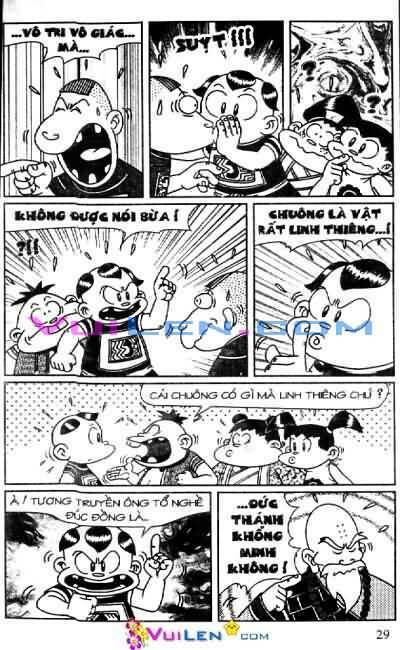 ...VÔ TRI VÔ GIÁC...
MÀ...
SUỴT !!!
KHÔNG ĐƯỢC NÓI BỪA !
?!!
CHUÔNG LÀ VẬT
RẤT LINH THIÊNG...!
VUILEN.COM
CÁI CHUÔNG CÓ GÌ MÀ LINH THIÊNG CHỨ ?
À ! TƯƠNG TRUYỀN ÔNG TỔ NGHỀ
ĐÚC ĐỒNG LÀ...
...ĐỨC
THÁNH
KHỔNG
MINH
KHÔNG !
29
VUILEN.COM